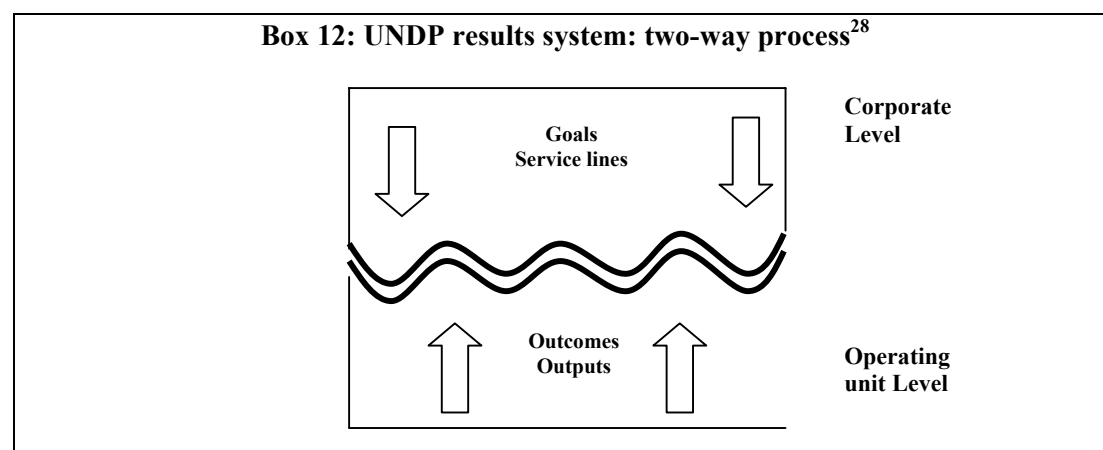 Box 12: UNDP results system: two-way process28
Goals
Service lines
Corporate
Level
Outcomes
Outputs
Operating
unit Level